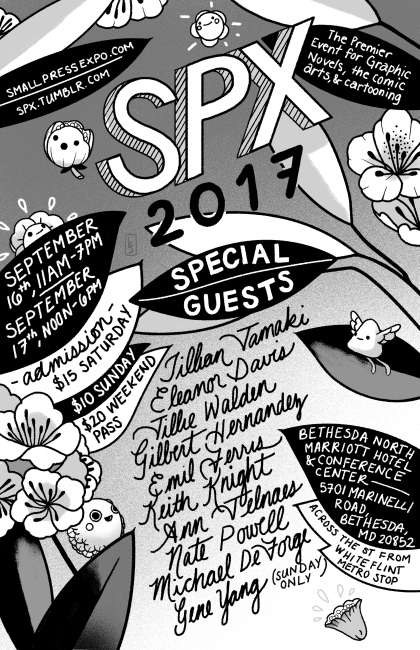 SMALLPRESSEXPO.COM
SPX.TUMBLR.COM
The Premier
Event for Graphic
Novels, the comic
arts, & cartooning
SPX
2017
SEPTEMBER
16th, 11AM-7PM
SEPTEMBER
17th, NOON-6PM
-admission-
$15 SATURDAY
$10 SUNDAY
$20 WEEKEND
PASS
SPECIAL
GUESTS
Jillian Tamaki
Eleanor Davis
Tillie Walden
Gilbert Hernandez
Emil Ferris
Keith Knight
Ann Telnaes
Nate Powell
Michael DeForge
Gene Yang (SUNDAY
ONLY)
BETHESDA NORTH
MARRIOTT HOTEL
& CONFERENCE
CENTER
5701 MARINELLI
ROAD,
BETHESDA,
MD 20852
ACROSS THE ST FROM
WHITE FLINT
METRO STOP